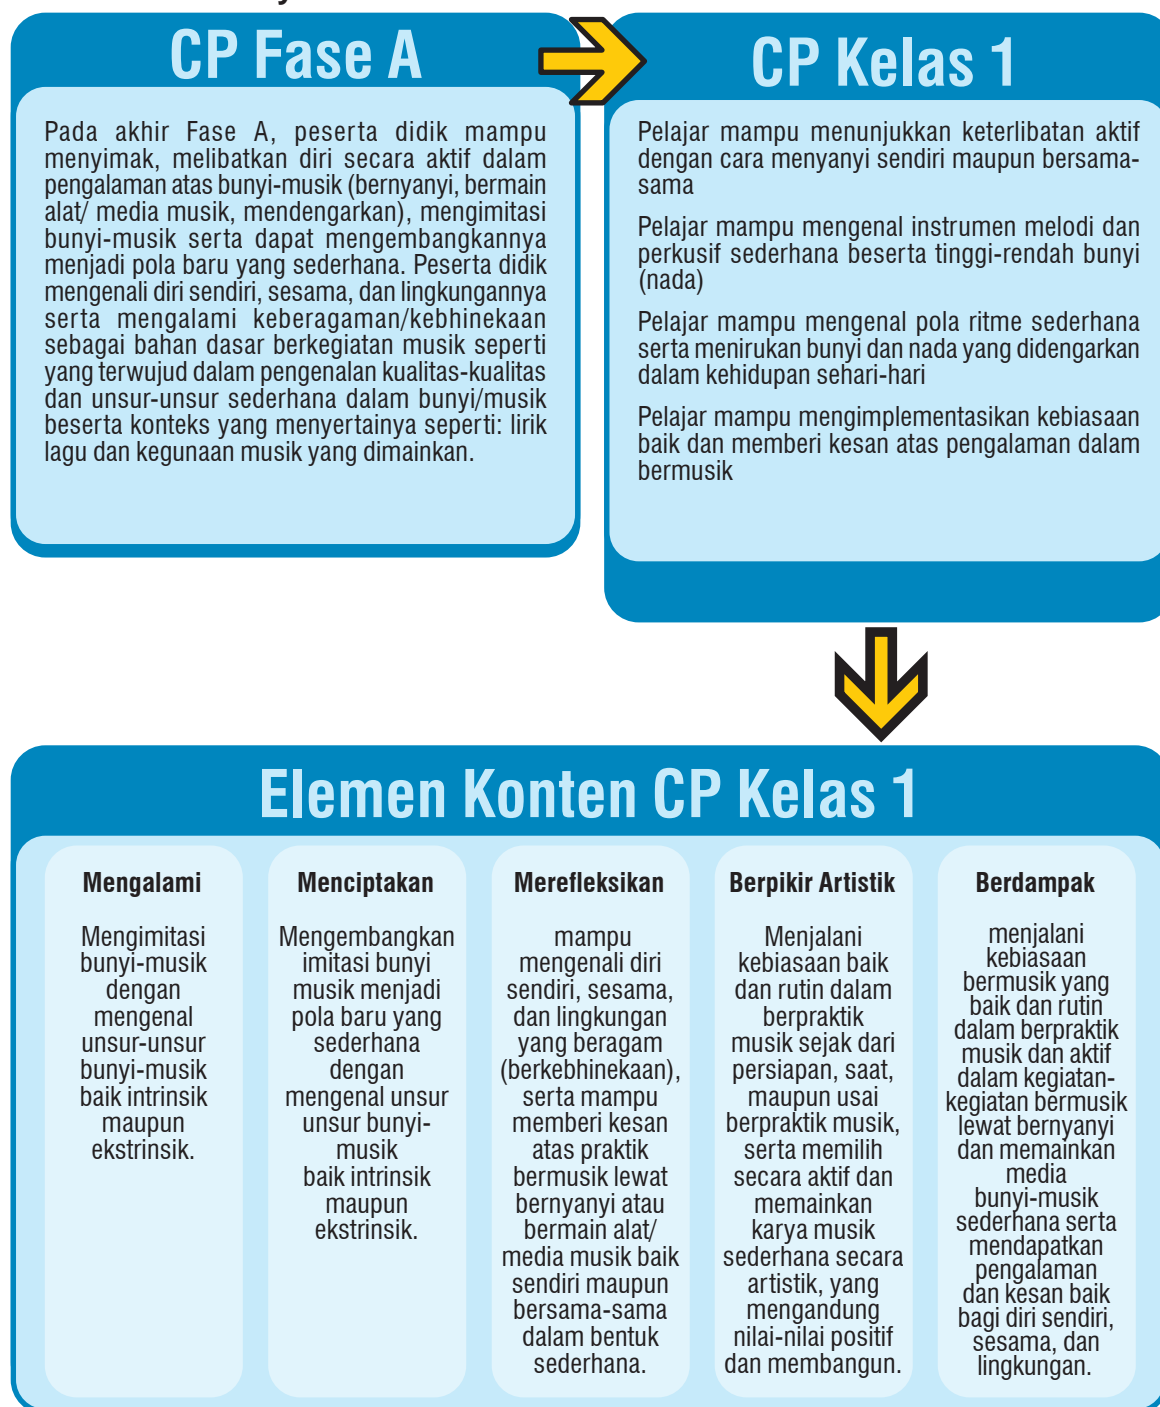 CP Fase A
Pada akhir Fase A, peserta didik mampu
menyimak, melibatkan diri secara aktif dalam
pengalaman atas bunyi-musik (bernyanyi, bermain
alat/ media musik, mendengarkan), mengimitasi
bunyi-musik serta dapat mengembangkannya
menjadi pola baru yang sederhana. Peserta didik
mengenali diri sendiri, sesama, dan lingkungannya
serta mengalami keberagaman/kebhinekaan
sebagai bahan dasar berkegiatan musik seperti
yang terwujud dalam pengenalan kualitas-kualitas
dan unsur-unsur sederhana dalam bunyi/musik
beserta konteks yang menyertainya seperti: lirik
lagu dan kegunaan musik yang dimainkan.
CP Kelas 1
Pelajar mampu menunjukkan keterlibatan aktif
dengan cara menyanyi sendiri maupun bersama-
sama
Pelajar mampu mengenal instrumen melodi dan
perkusif sederhana beserta tinggi-rendah bunyi
(nada)
Pelajar mampu mengenal pola ritme sederhana
serta menirukan bunyi dan nada yang didengarkan
dalam kehidupan sehari-hari
Pelajar mampu mengimplementasikan kebiasaan
baik dan memberi kesan atas pengalaman dalam
bermusik
Elemen Konten CP Kelas 1
Mengalami
Mengimitasi
bunyi-musik
dengan
mengenal
unsur-unsur
bunyi-musik
baik intrinsik
maupun
ekstrinsik.
Menciptakan
Mengembangkan
imitasi bunyi
musik menjadi
pola baru yang
sederhana
dengan
mengenal unsur
unsur bunyi-
musik
baik intrinsik
maupun
ekstrinsik.
Merefleksikan
mampu
mengenali diri
sendiri, sesama,
dan lingkungan
yang beragam
(berkebhinekaan),
serta mampu
memberi kesan
atas praktik
bermusik lewat
bernyanyi atau
bermain alat/
media musik baik
sendiri maupun
bersama-sama
dalam bentuk
sederhana.
Berpikir Artistik
Menjalani
kebiasaan baik
dan rutin dalam
berpraktik
musik sejak dari
persiapan, saat,
maupun usai
berpraktik musik,
serta memilih
secara aktif dan
memainkan
karya musik
sederhana secara
artistik, yang
mengandung
nilai-nilai positif
dan membangun.
Berdampak
menjalani
kebiasaan
bermusik yang
baik dan rutin
dalam berpraktik
musik dan aktif
dalam kegiatan-
kegiatan bermusik
lewat bernyanyi
dan memainkan
media
bunyi-musik
sederhana serta
mendapatkan
pengalaman
dan kesan baik
bagi diri sendiri,
sesama, dan
lingkungan.